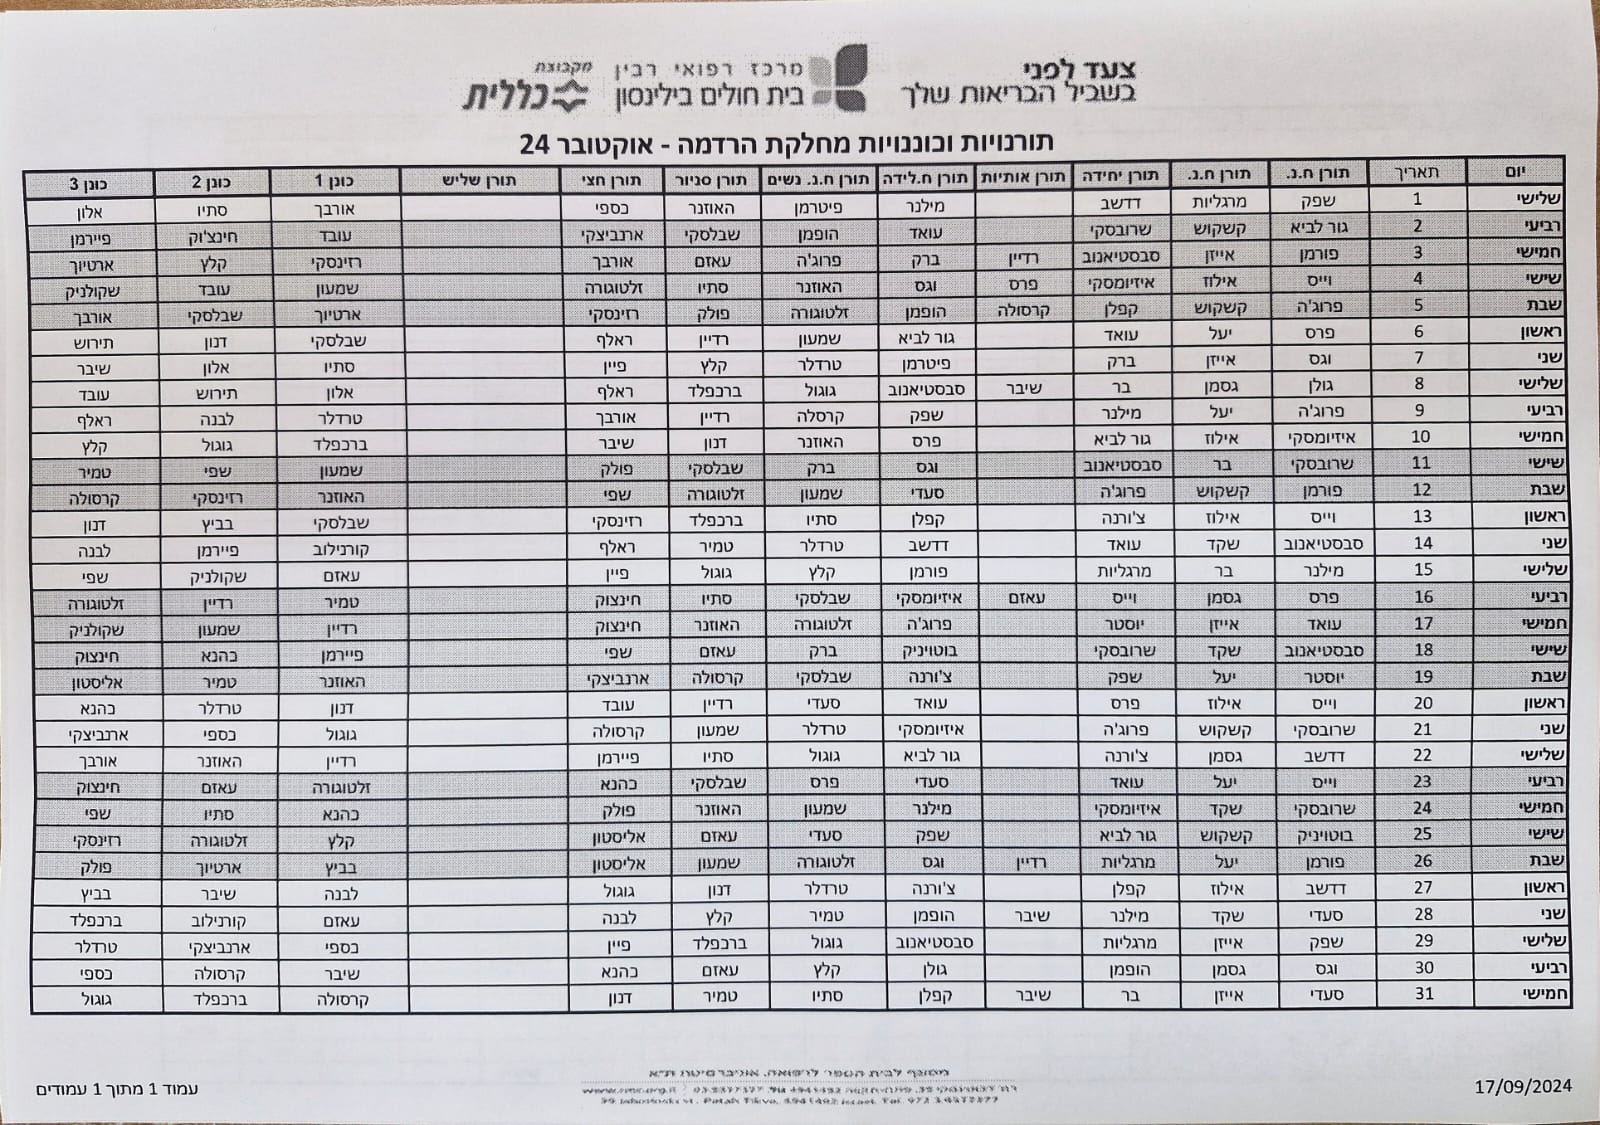 צעד לפני
בשביל הבריאות שלך
מרכז רפואי רבין
בית חולים בילינסון
מקבוצת
כללית
תורנויות וכוננויות מחלקת הרדמה - אוקטובר 24
יום תאריך תורן ח.נ. תורן ח.נ. תורן יחידה תורן אותיות תורן ח.לידה תורן ח.נ. נשים תורן סניור תורן חצי תורן שליש כונן 1 כונן 2 כונן 3
שלישי 1 שפק מרגליות דדשב מילנר פיטרמן האוזנר כספי אורבך סתיו אלון
רביעי 2 גור לביא קשקוש שרובסקי עואד הופמן שבלסקי ארנביצקי עובד חינצ'וק פיירמן
חמישי 3 פורמן אייזן סבסטיאנוב רדיין ברק פרוג'ה עאזם אורבך רזינסקי קלץ ארטיוך
שישי 4 וייס אילוז איזיומסקי פרס וגס האוזנר סתיו זלטוגורה שמעון עובד שקולניק
שבת 5 פרוג'ה קשקוש קפלן קרסולה הופמן זלטוגורה פולק רזינסקי ארטיוך שבלסקי אורבך
ראשון 6 פרס יעל עואד גור לביא שמעון רדיין ראלף שבלסקי דנון תירוש
שני 7 וגס אייזן ברק פיטרמן טרדלר קלץ פיין סתיו אלון שיבר
שלישי 8 גולן גסמן בר שיבר סבסטיאנוב גוגול ברכפלד ראלף אלון תירוש עובד
רביעי 9 פרוג'ה יעל מילנר שפק קרסלה רדיין אורבך טרדלר לבנה ראלף
חמישי 10 איזיומסקי אילוז גור לביא פרס האוזנר דנון שיבר ברכפלד גוגול קלץ
שישי 11 שרובסקי בר סבסטיאנוב וגס ברק שבלסקי פולק שמעון שפי טמיר
שבת 12 פורמן קשקוש פרוג'ה סעדי שמעון זלטוגורה שפי האוזנר רזינסקי קרסולה
ראשון 13 וייס אילוז צ'ורנה קפלן סתיו ברכפלד רזינסקי שבלסקי בביץ דנון
שני 14 סבסטיאנוב שקד עואד דדשב טרדלר טמיר ראלף קורנילוב פיירמן לבנה
שלישי 15 מילנר בר מרגליות פורמן קלץ גוגול פיין עאזם שקולניק שפי
רביעי 16 פרס גסמן וייס עאזם איזיומסקי שבלסקי סתיו חינצוק טמיר רדיין זלטוגורה
חמישי 17 עואד אייזן יוסטר פרוג'ה זלטוגורה האוזנר חינצוק רדיין שמעון שקולניק
שישי 18 סבסטיאנוב שקד שרובסקי בוטויניק ברק עאזם שפי פיירמן כהנא חינצוק
שבת 19 יוסטר יעל שפק צ'ורנה שבלסקי קרסולה ארנביצקי האוזנר טמיר אליסטון
ראשון 20 וייס אילוז פרס עואד סעדי רדיין עובד דנון טרדלר כהנא
שני 21 שרובסקי קשקוש פרוג'ה איזיומסקי טרדלר שמעון קרסולה גוגול כספי ארנביצקי
שלישי 22 דדשב גסמן צ'ורנה גור לביא גוגול סתיו פיירמן רדיין האוזנר אורבך
רביעי 23 וייס יעל עואד סעדי פרס שבלסקי כהנא זלטוגורה עאזם חינצוק
חמישי 24 שרובסקי שקד איזיומסקי מילנר שמעון האוזנר פולק כהנא סתיו שפי
שישי 25 בוטויניק קשקוש גור לביא שפק סעדי עאזם אליסטון קלץ זלטוגורה רזינסקי
שבת 26 פורמן יעל מרגליות רדיין וגס זלטוגורה שמעון אליסטון בביץ ארטיוך פולק
ראשון 27 דדשב אילוז קפלן צ'ורנה טרדלר דנון גוגול לבנה שיבר בביץ
שני 28 סעדי שקד מילנר שיבר הופמן טמיר קלץ לבנה עאזם קורנילוב ברכפלד
שלישי 29 שפק אייזן מרגליות סבסטיאנוב גוגול ברכפלד פיין כספי ארנביצקי טרדלר
רביעי 30 וגס גסמן הופמן גולן קלץ עאזם כהנא שיבר קרסולה כספי
חמישי 31 סעדי אייזן בר שיבר קפלן סתיו טמיר דנון קרסולה ברכפלד גוגול
מסונף לבית הספר לרפואה, אוניברסיטת ת"א
17/09/2024
עמוד 1 מתוך 1 עמודים